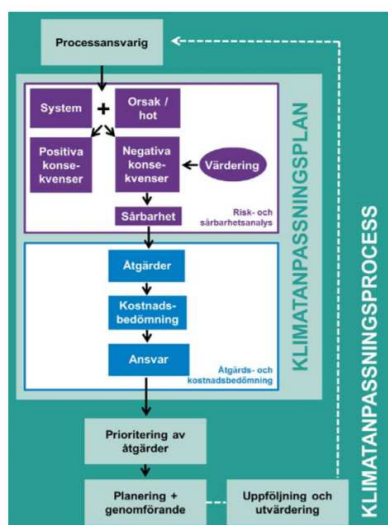 Processansvarig
System
+
Orsak /
hot
Positiva
konse-
kvenser
Negativa
konse-
kvenser
Värdering
Sårbarhet
Risk- och
sårbarhetsanalys
Åtgärder
Kostnads-
bedömning
Ansvar
Åtgärds- och
kostnadsbedömning
KLIMATANPASSNINGSPLAN
Prioritering av
åtgärder
Planering +
genomförande
Uppföljning och
utvärdering
KLIMATANPASSNINGSPROCESS